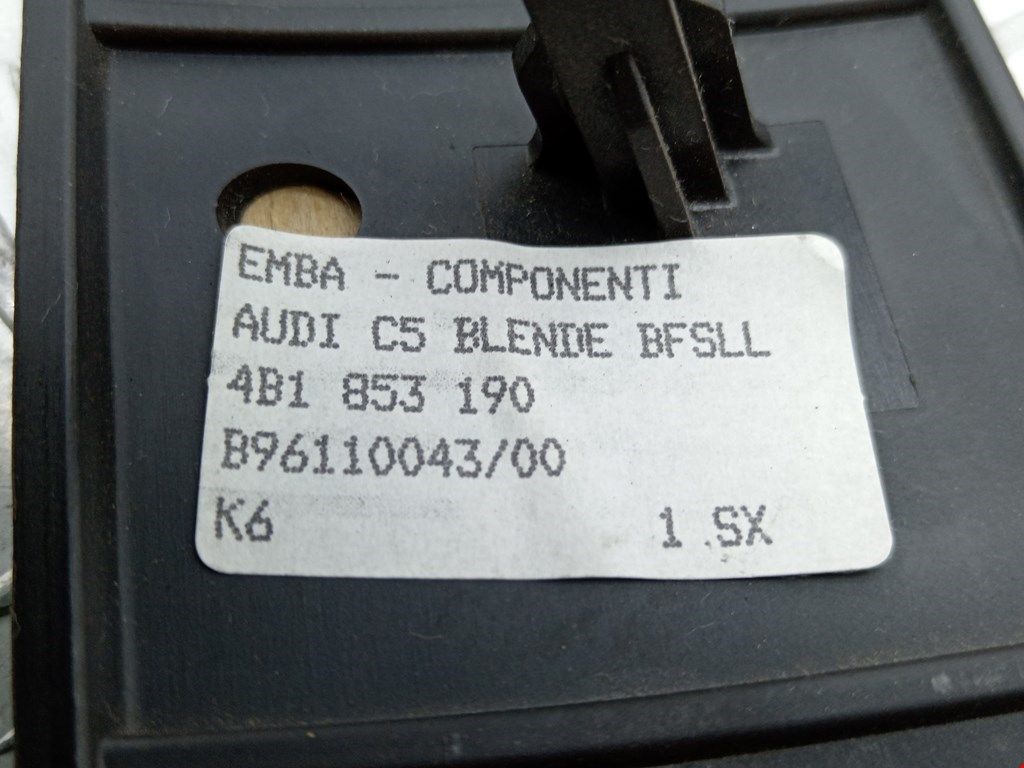 EMBA - COMPONENTI
AUDI C5 BLENDE BFSLL
4B1 853 190
B96110043/00
K6 1.SX